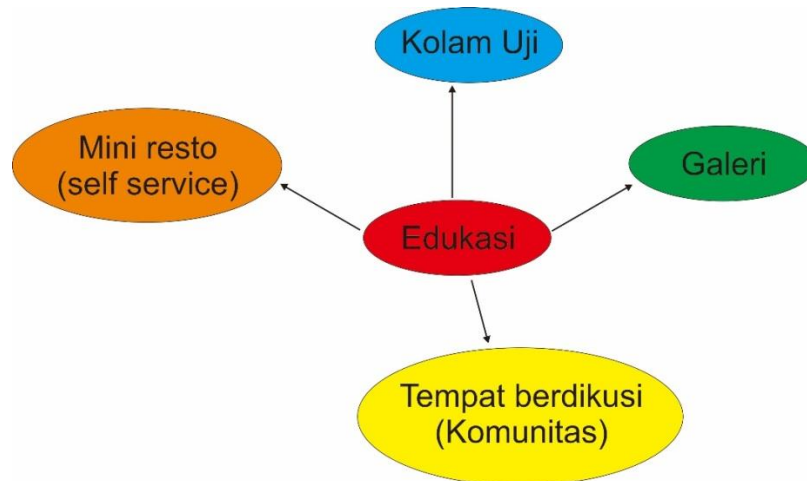 Kolam Uji
Mini resto
(self service)
Galeri
Edukasi
Tempat berdikusi
(Komunitas)